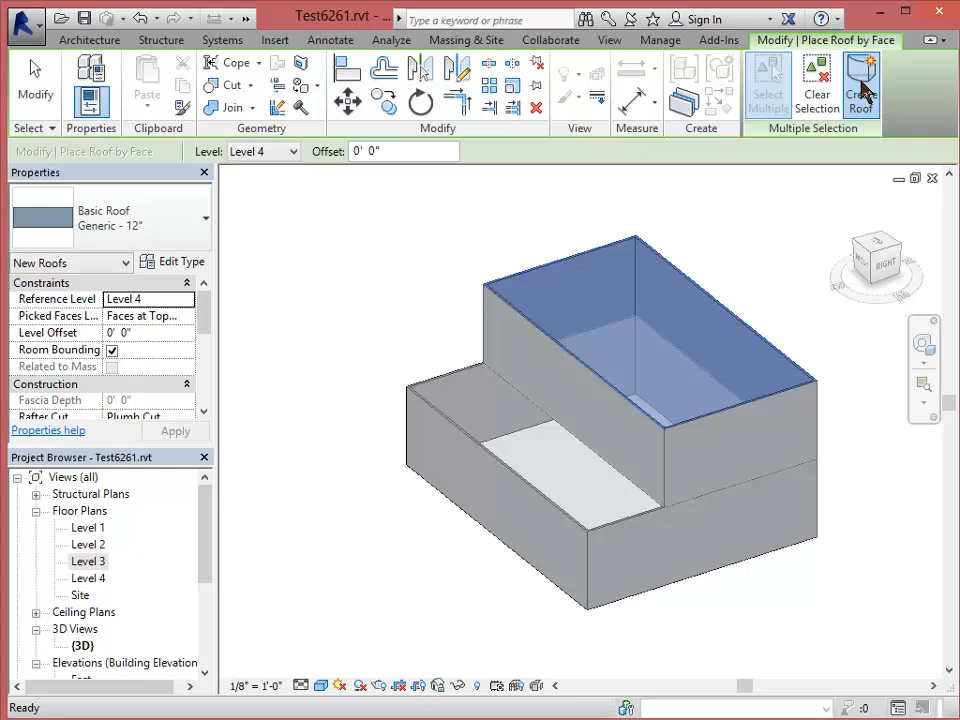 Test6261.rvt - ...
Type a keyword or phrase
Sign In
Architecture Structure Systems Insert Annotate Analyze Massing & Site Collaborate View Manage Add-Ins Modify | Place Roof by Face
Modify
Paste
Cope
Cut
Join
Select Multiple
Clear Selection
Create Roof
Select Properties Clipboard Geometry Modify View Measure Create Multiple Selection
Modify | Place Roof by Face Level: Level 4 Offset: 0' 0"
Properties
Basic Roof
Generic - 12"
New Roofs Edit Type
Constraints
Reference Level Level 4
Picked Faces L... Faces at Top...
Level Offset 0' 0"
Room Bounding
Related to Mass
Construction
Fascia Depth 0' 0"
Rafter Cut Plumb Cut
Properties help Apply
Project Browser - Test6261.rvt
Views (all)
Structural Plans
Floor Plans
Level 1
Level 2
Level 3
Level 4
Site
Ceiling Plans
3D Views
{3D}
Elevations (Building Elevation
RIGHT
1/8" = 1'-0"
Ready
:0